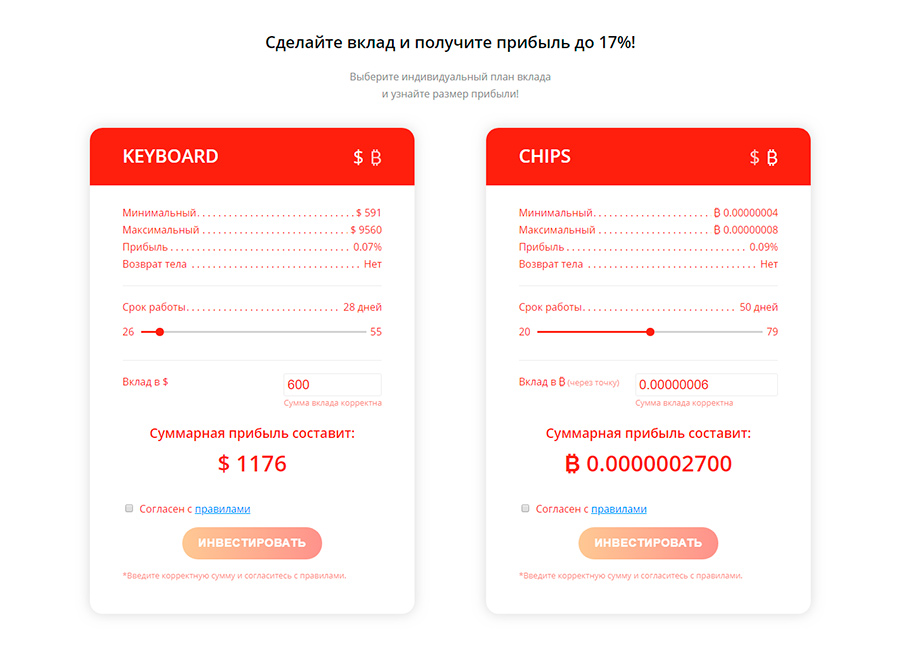 Сделайте вклад и получите прибыль до 17%!
Выберите индивидуальный план вклада
и узнайте размер прибыли!
KEYBOARD $ ₿
Минимальный. . . . . . . . . . . . . . . . . . . . . . . . . . . . $ 591
Максимальный . . . . . . . . . . . . . . . . . . . . . . . . . . $ 9560
Прибыль . . . . . . . . . . . . . . . . . . . . . . . . . . . . . . . . 0.07%
Возврат тела . . . . . . . . . . . . . . . . . . . . . . . . . . . . . . Нет
Срок работы. . . . . . . . . . . . . . . . . . . . . . . . . . . . 28 дней
26 55
Вклад в $ 600
Сумма вклада корректна
Суммарная прибыль составит:
$ 1176
Согласен с правилами
ИНВЕСТИРОВАТЬ
*Введите корректную сумму и согласитесь с правилами.
CHIPS $ ₿
Минимальный. . . . . . . . . . . . . . . . . . . . . ₿ 0.00000004
Максимальный . . . . . . . . . . . . . . . . . . . . ₿ 0.00000008
Прибыль . . . . . . . . . . . . . . . . . . . . . . . . . . . . . . . . 0.09%
Возврат тела . . . . . . . . . . . . . . . . . . . . . . . . . . . . . . Нет
Срок работы. . . . . . . . . . . . . . . . . . . . . . . . . . . . 50 дней
20 79
Вклад в ₿ (через точку) 0.00000006
Сумма вклада корректна
Суммарная прибыль составит:
₿ 0.0000002700
Согласен с правилами
ИНВЕСТИРОВАТЬ
*Введите корректную сумму и согласитесь с правилами.